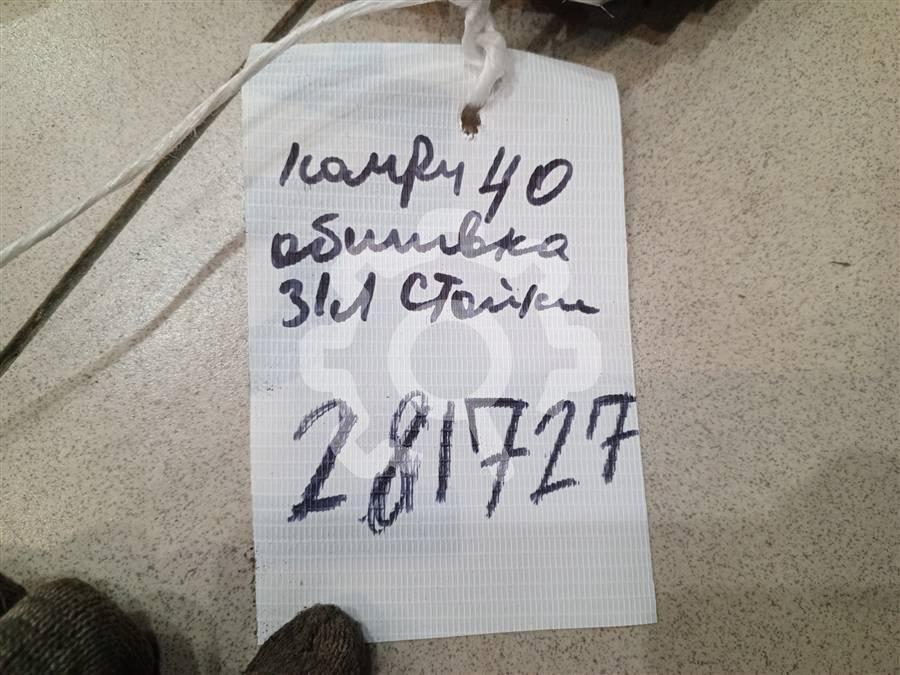 камри 40
обшивка
з/л стойки
281727